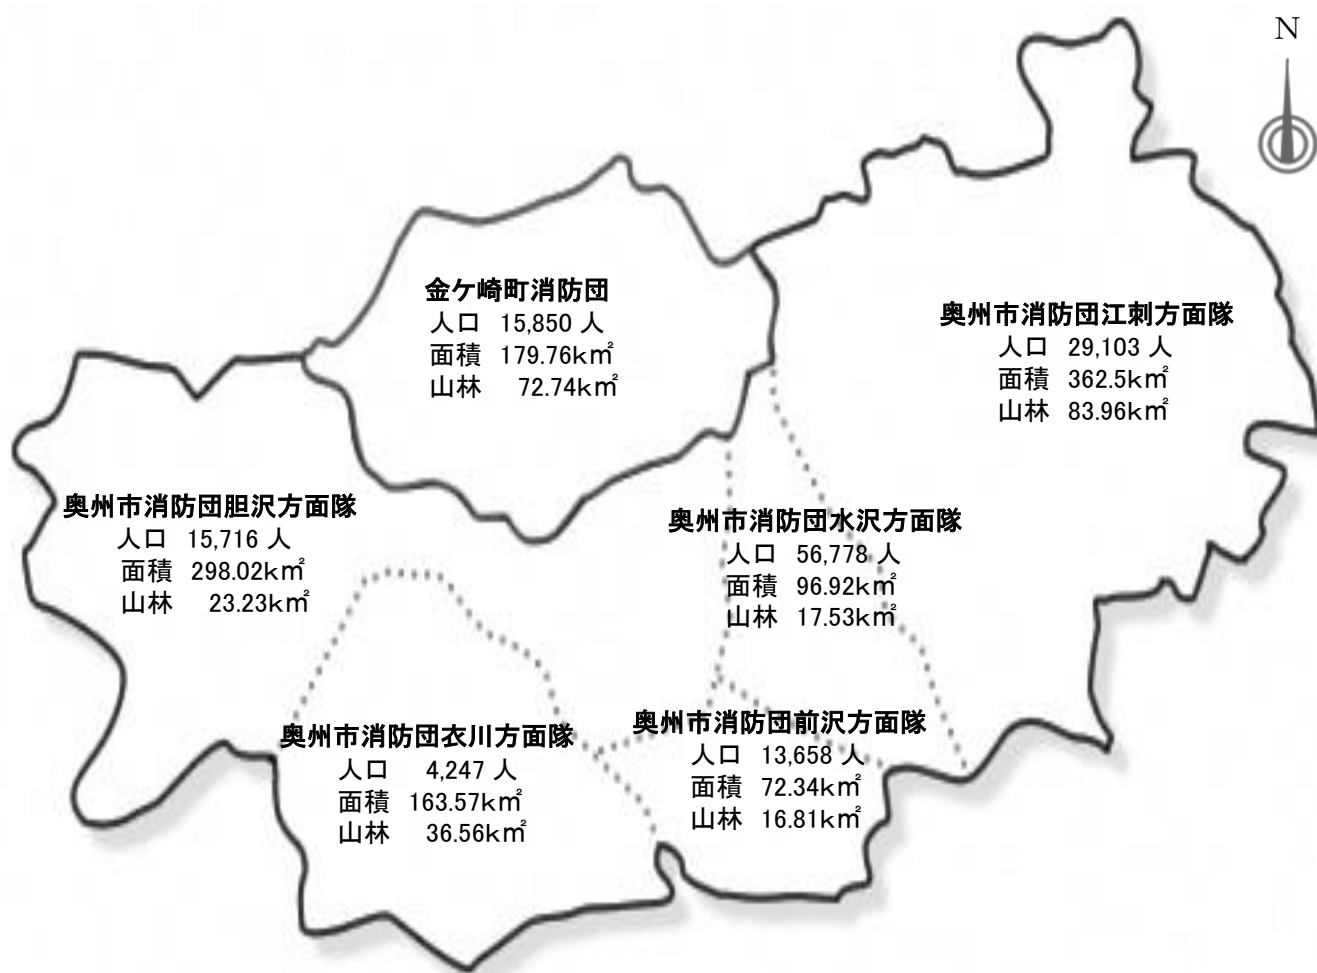 N
金ケ崎町消防団
人口 15,850 人
面積 179.76k㎡
山林 72.74k㎡
奥州市消防団江刺方面隊
人口 29,103 人
面積 362.5k㎡
山林 83.96k㎡
奥州市消防団胆沢方面隊
人口 15,716 人
面積 298.02k㎡
山林 23.23k㎡
奥州市消防団水沢方面隊
人口 56,778 人
面積 96.92k㎡
山林 17.53k㎡
奥州市消防団衣川方面隊
人口 4,247 人
面積 163.57k㎡
山林 36.56k㎡
奥州市消防団前沢方面隊
人口 13,658 人
面積 72.34k㎡
山林 16.81k㎡